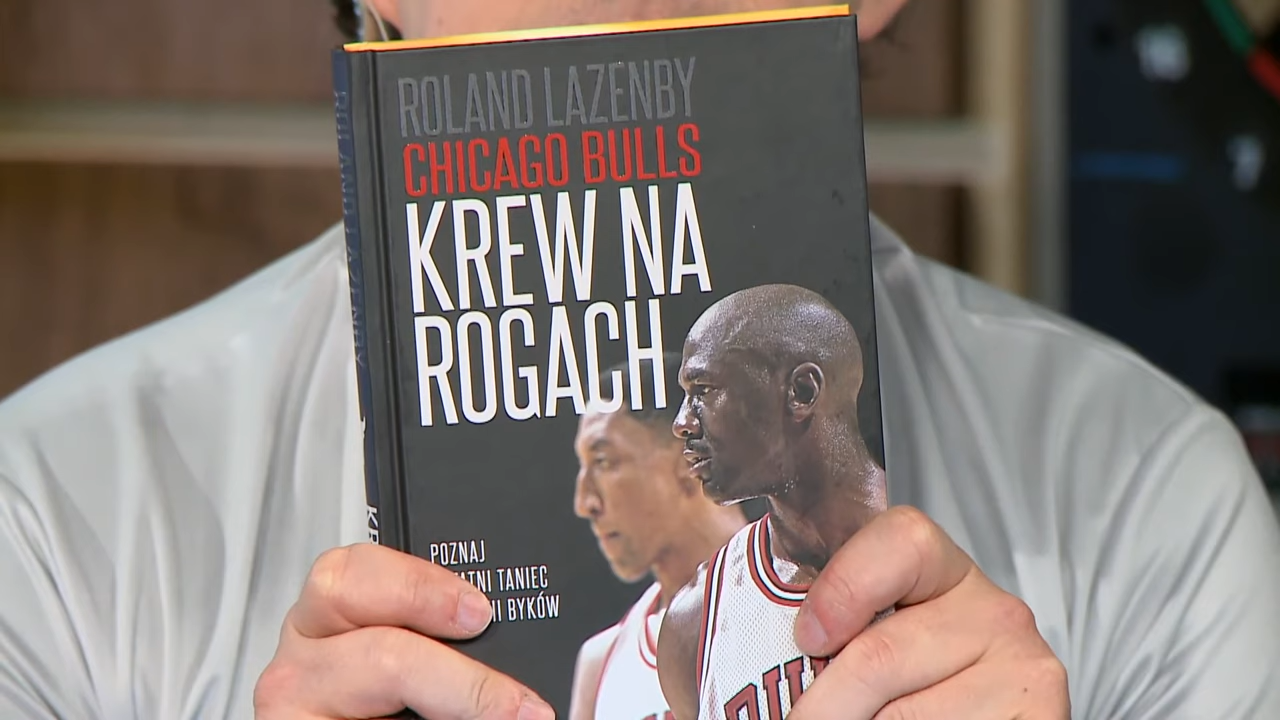 ROLAND LAZENBY
CHICAGO BULLS
KREW NA
ROGACH
POZNAJ
TANIEC
BYKÓW